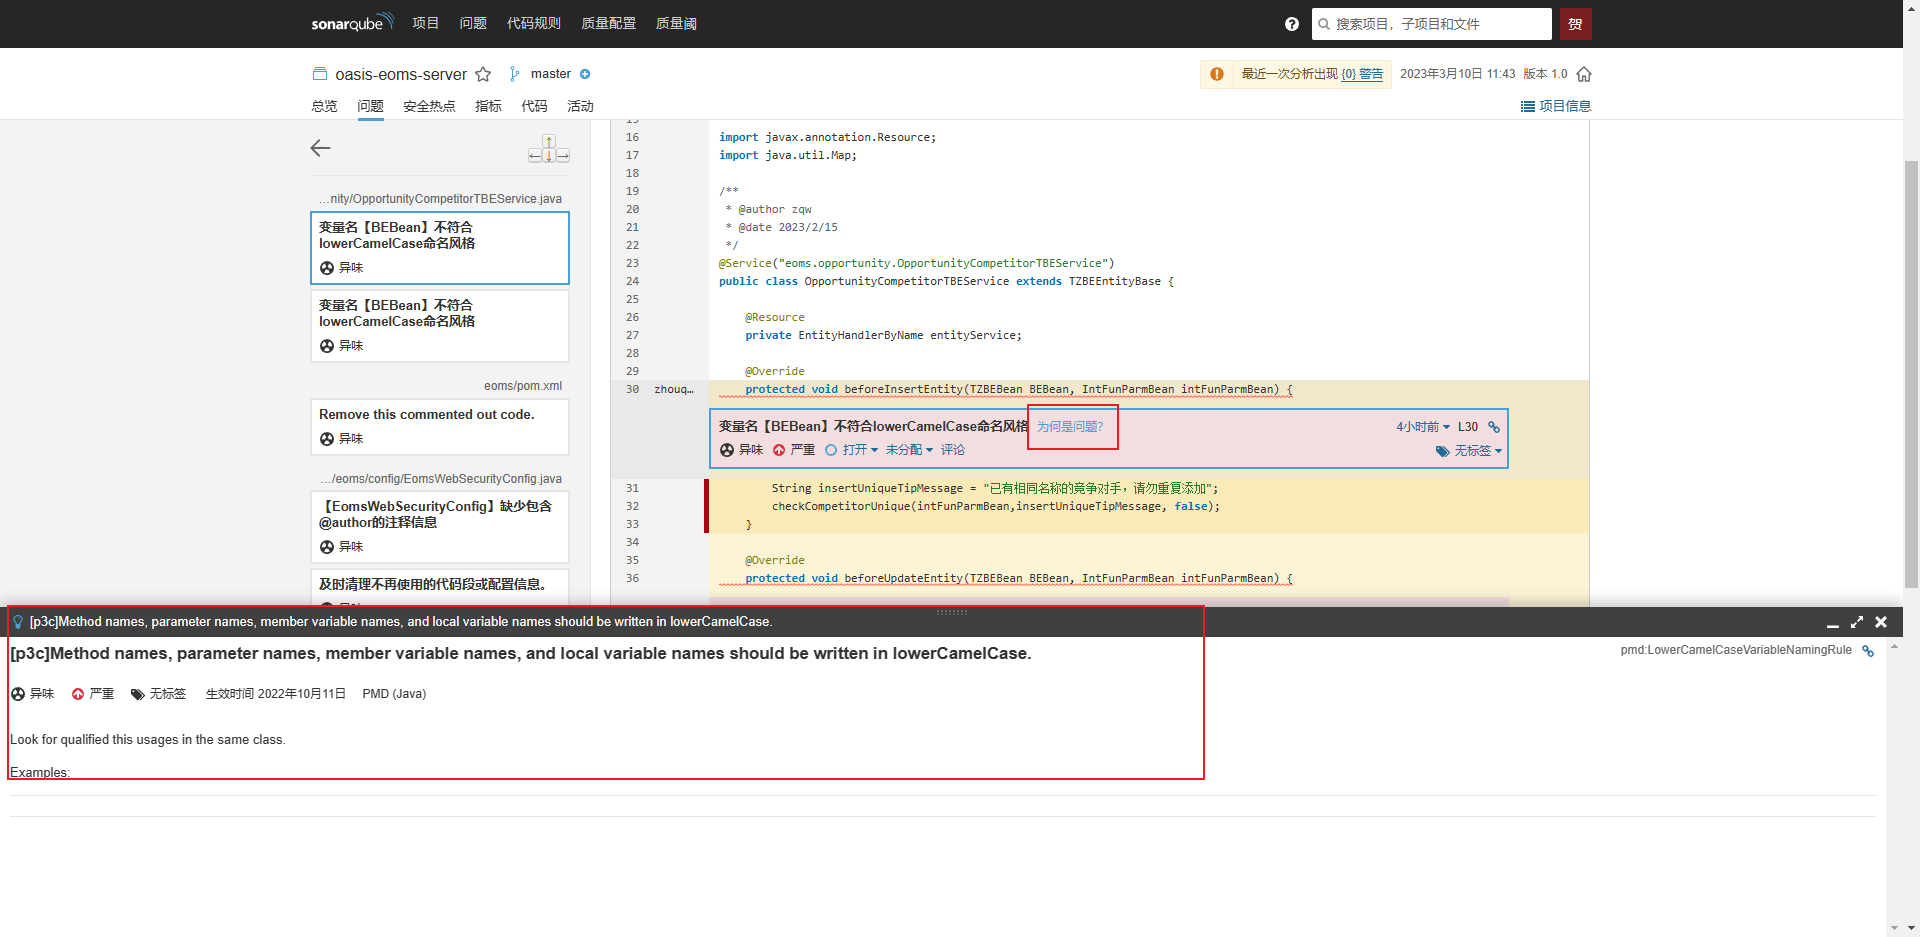 sonarqube 项目 问题 代码规则 质量配置 质量阈 搜索项目，子项目和文件 贺
oasis-eoms-server master 最近一次分析出现 {0} 警告 2023年3月10日 11:43 版本 1.0
总览 问题 安全热点 指标 代码 活动 项目信息
…nity/OpportunityCompetitorTBEService.java
变量名【BEBean】不符合
lowerCamelCase命名风格
异味
变量名【BEBean】不符合
lowerCamelCase命名风格
异味
eoms/pom.xml
Remove this commented out code.
异味
…/eoms/config/EomsWebSecurityConfig.java
【EomsWebSecurityConfig】缺少包含
@author的注释信息
异味
及时清理不再使用的代码段或配置信息。
15
16 import javax.annotation.Resource;
17 import java.util.Map;
18
19 /**
20 * @author zqw
21 * @date 2023/2/15
22 */
23 @Service("eoms.opportunity.OpportunityCompetitorTBEService")
24 public class OpportunityCompetitorTBEService extends TZBEEntityBase {
25
26 @Resource
27 private EntityHandlerByName entityService;
28
29 @Override
30 zhouq… protected void beforeInsertEntity(TZBEBean BEBean, IntFunParmBean intFunParmBean) {
变量名【BEBean】不符合lowerCamelCase命名风格 为何是问题? 4小时前 L30
异味 严重 打开 未分配 评论 无标签
31 String insertUniqueTipMessage = "已有相同名称的竞争对手，请勿重复添加";
32 checkCompetitorUnique(intFunParmBean,insertUniqueTipMessage, false);
33 }
34
35 @Override
36 protected void beforeUpdateEntity(TZBEBean BEBean, IntFunParmBean intFunParmBean) {
[p3c]Method names, parameter names, member variable names, and local variable names should be written in lowerCamelCase.
[p3c]Method names, parameter names, member variable names, and local variable names should be written in lowerCamelCase. pmd:LowerCamelCaseVariableNamingRule
异味 严重 无标签 生效时间 2022年10月11日 PMD (Java)
Look for qualified this usages in the same class.
Examples: